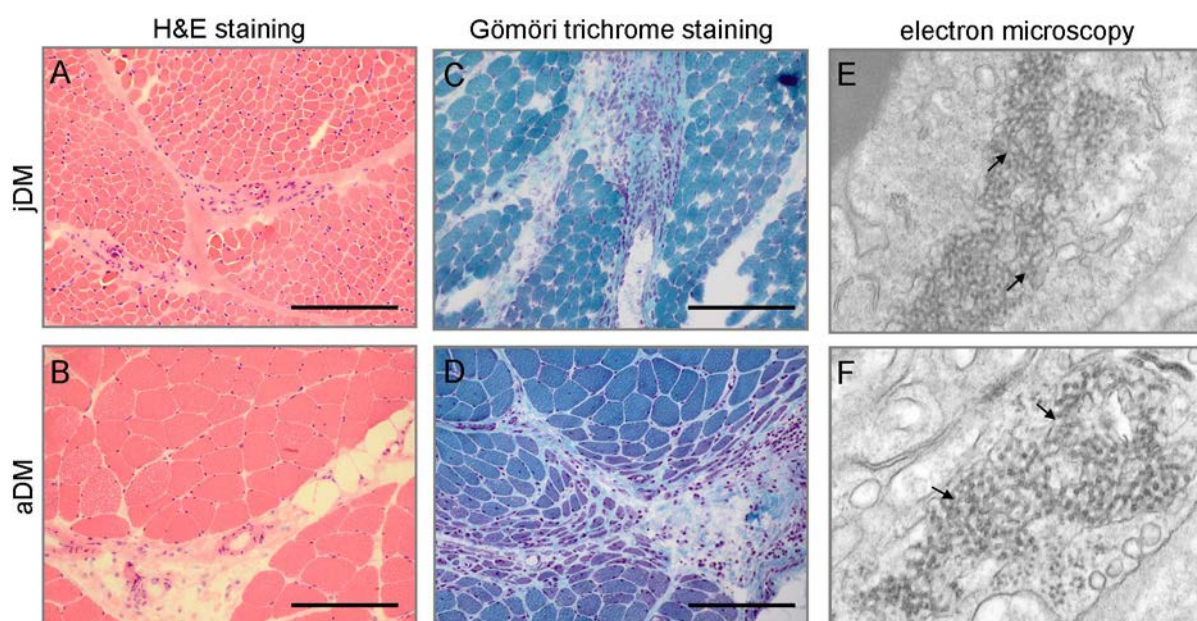 H&E staining
Gömöri trichrome staining
electron microscopy
jDM
A
C
E
aDM
B
D
F